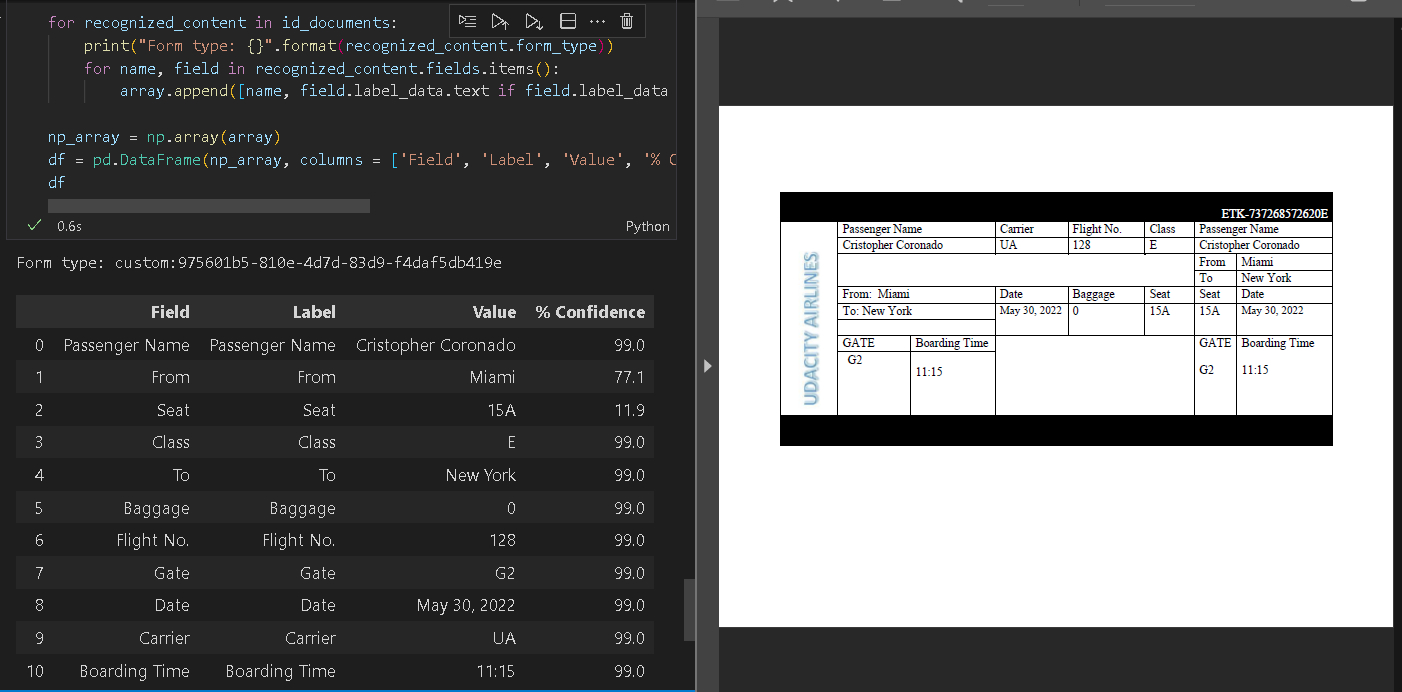 for recognized_content in id_documents:
print("Form type: {}".format(recognized_content.form_type))
for name, field in recognized_content.fields.items():
array.append([name, field.label_data.text if field.label_data
np_array = np.array(array)
df = pd.DataFrame(np_array, columns = ['Field', 'Label', 'Value', '% C
df
0.6s Python
Form type: custom:975601b5-810e-4d7d-83d9-f4daf5db419e
Field Label Value % Confidence
0 Passenger Name Passenger Name Cristopher Coronado 99.0
1 From From Miami 77.1
2 Seat Seat 15A 11.9
3 Class Class E 99.0
4 To To New York 99.0
5 Baggage Baggage 0 99.0
6 Flight No. Flight No. 128 99.0
7 Gate Gate G2 99.0
8 Date Date May 30, 2022 99.0
9 Carrier Carrier UA 99.0
10 Boarding Time Boarding Time 11:15 99.0
ETK-737268572620E
UDACITY AIRLINES
Passenger Name Carrier Flight No. Class Passenger Name
Cristopher Coronado UA 128 E Cristopher Coronado
From Miami
To New York
From: Miami Date Baggage Seat Seat Date
To: New York May 30, 2022 0 15A 15A May 30, 2022
GATE Boarding Time GATE Boarding Time
G2 11:15 G2 11:15